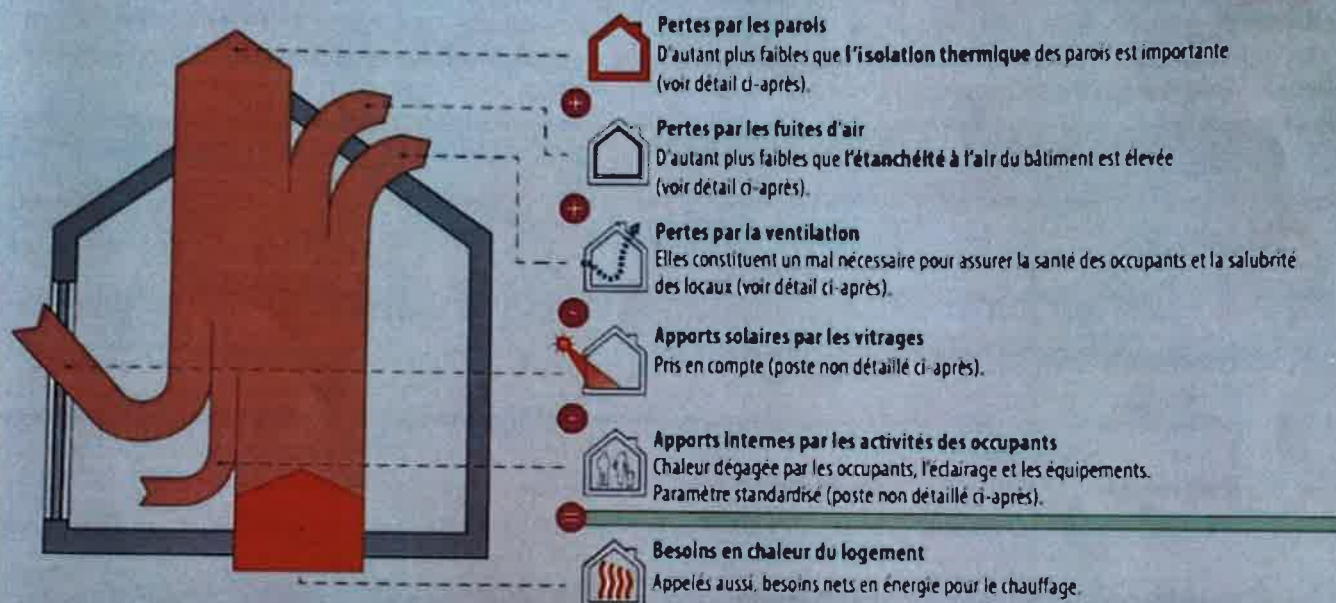 Pertes par les parois
D'autant plus faibles que l'isolation thermique des parois est importante
(voir détail ci-après).
+
Pertes par les fuites d'air
D'autant plus faibles que l'étanchéité à l'air du bâtiment est élevée
(voir détail ci-après).
+
Pertes par la ventilation
Elles constituent un mal nécessaire pour assurer la santé des occupants et la salubrité
des locaux (voir détail ci-après).
-
Apports solaires par les vitrages
Pris en compte (poste non détaillé ci-après).
-
Apports internes par les activités des occupants
Chaleur dégagée par les occupants, l'éclairage et les équipements.
Paramètre standardisé (poste non détaillé ci-après).
=
Besoins en chaleur du logement
Appelés aussi, besoins nets en énergie pour le chauffage.